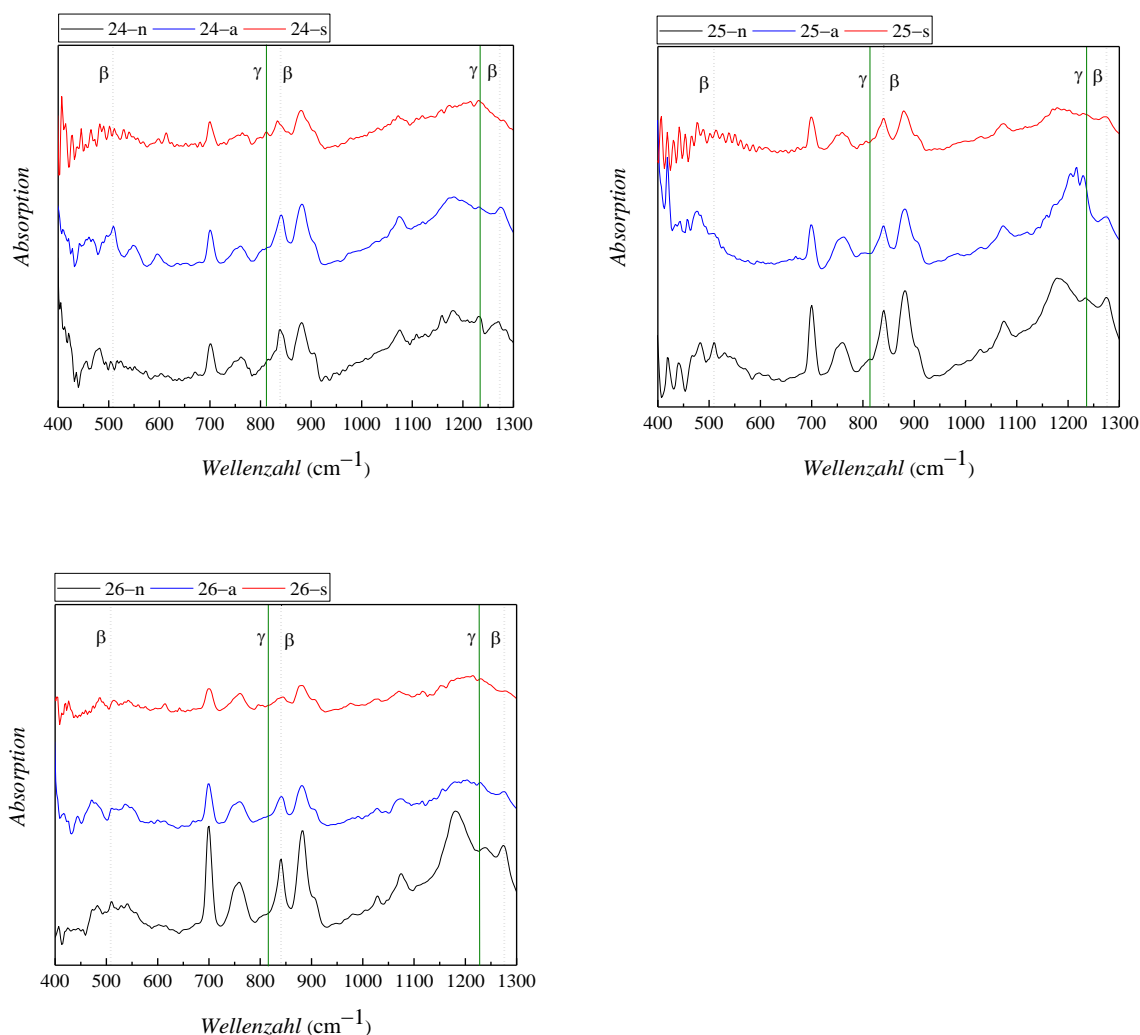 24−n 24−a 24−s
β γ β γ β
Absorption
400 500 600 700 800 900 1000 1100 1200 1300
Wellenzahl (cm−1)
25−n 25−a 25−s
β γ β γ β
Absorption
400 500 600 700 800 900 1000 1100 1200 1300
Wellenzahl (cm−1)
26−n 26−a 26−s
β γ β γ β
Absorption
400 500 600 700 800 900 1000 1100 1200 1300
Wellenzahl (cm−1)